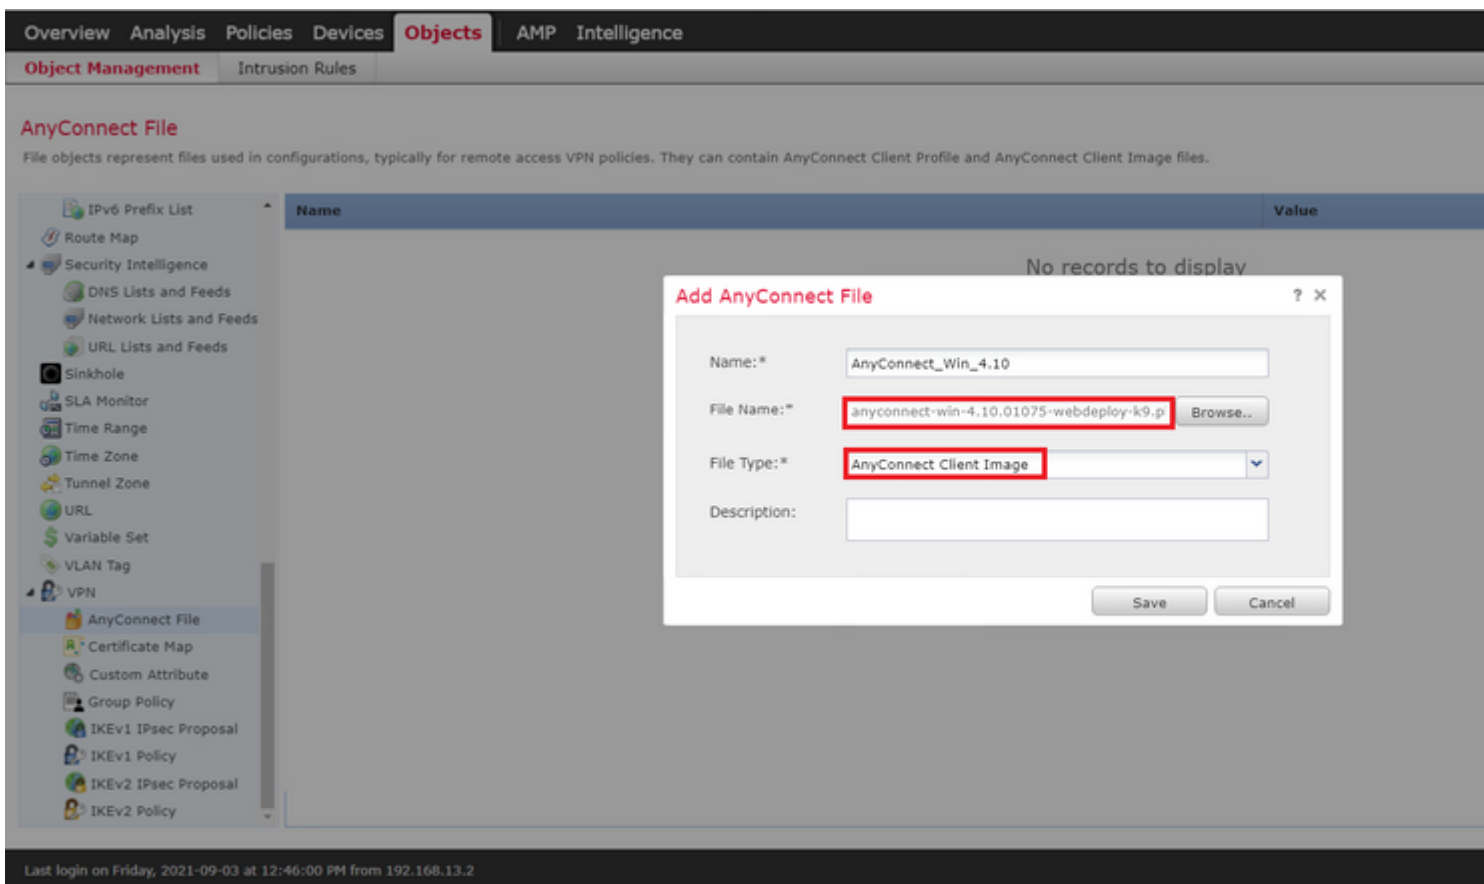 Overview Analysis Policies Devices Objects AMP Intelligence
Object Management Intrusion Rules
AnyConnect File
File objects represent files used in configurations, typically for remote access VPN policies. They can contain AnyConnect Client Profile and AnyConnect Client Image files.
IPv6 Prefix List
Route Map
Security Intelligence
DNS Lists and Feeds
Network Lists and Feeds
URL Lists and Feeds
Sinkhole
SLA Monitor
Time Range
Time Zone
Tunnel Zone
URL
Variable Set
VLAN Tag
VPN
AnyConnect File
Certificate Map
Custom Attribute
Group Policy
IKEv1 IPsec Proposal
IKEv1 Policy
IKEv2 IPsec Proposal
IKEv2 Policy
Name Value
No records to display
Add AnyConnect File ?
Name:* AnyConnect_Win_4.10
File Name:* anyconnect-win-4.10.01075-webdeploy-k9.p Browse..
File Type:* AnyConnect Client Image
Description:
Save Cancel
Last login on Friday, 2021-09-03 at 12:46:00 PM from 192.168.13.2